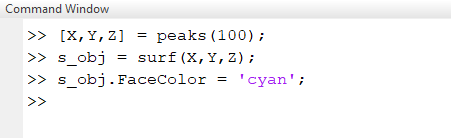 Command Window
>> [X,Y,Z] = peaks(100);
>> s_obj = surf(X,Y,Z);
>> s_obj.FaceColor = 'cyan';
>>